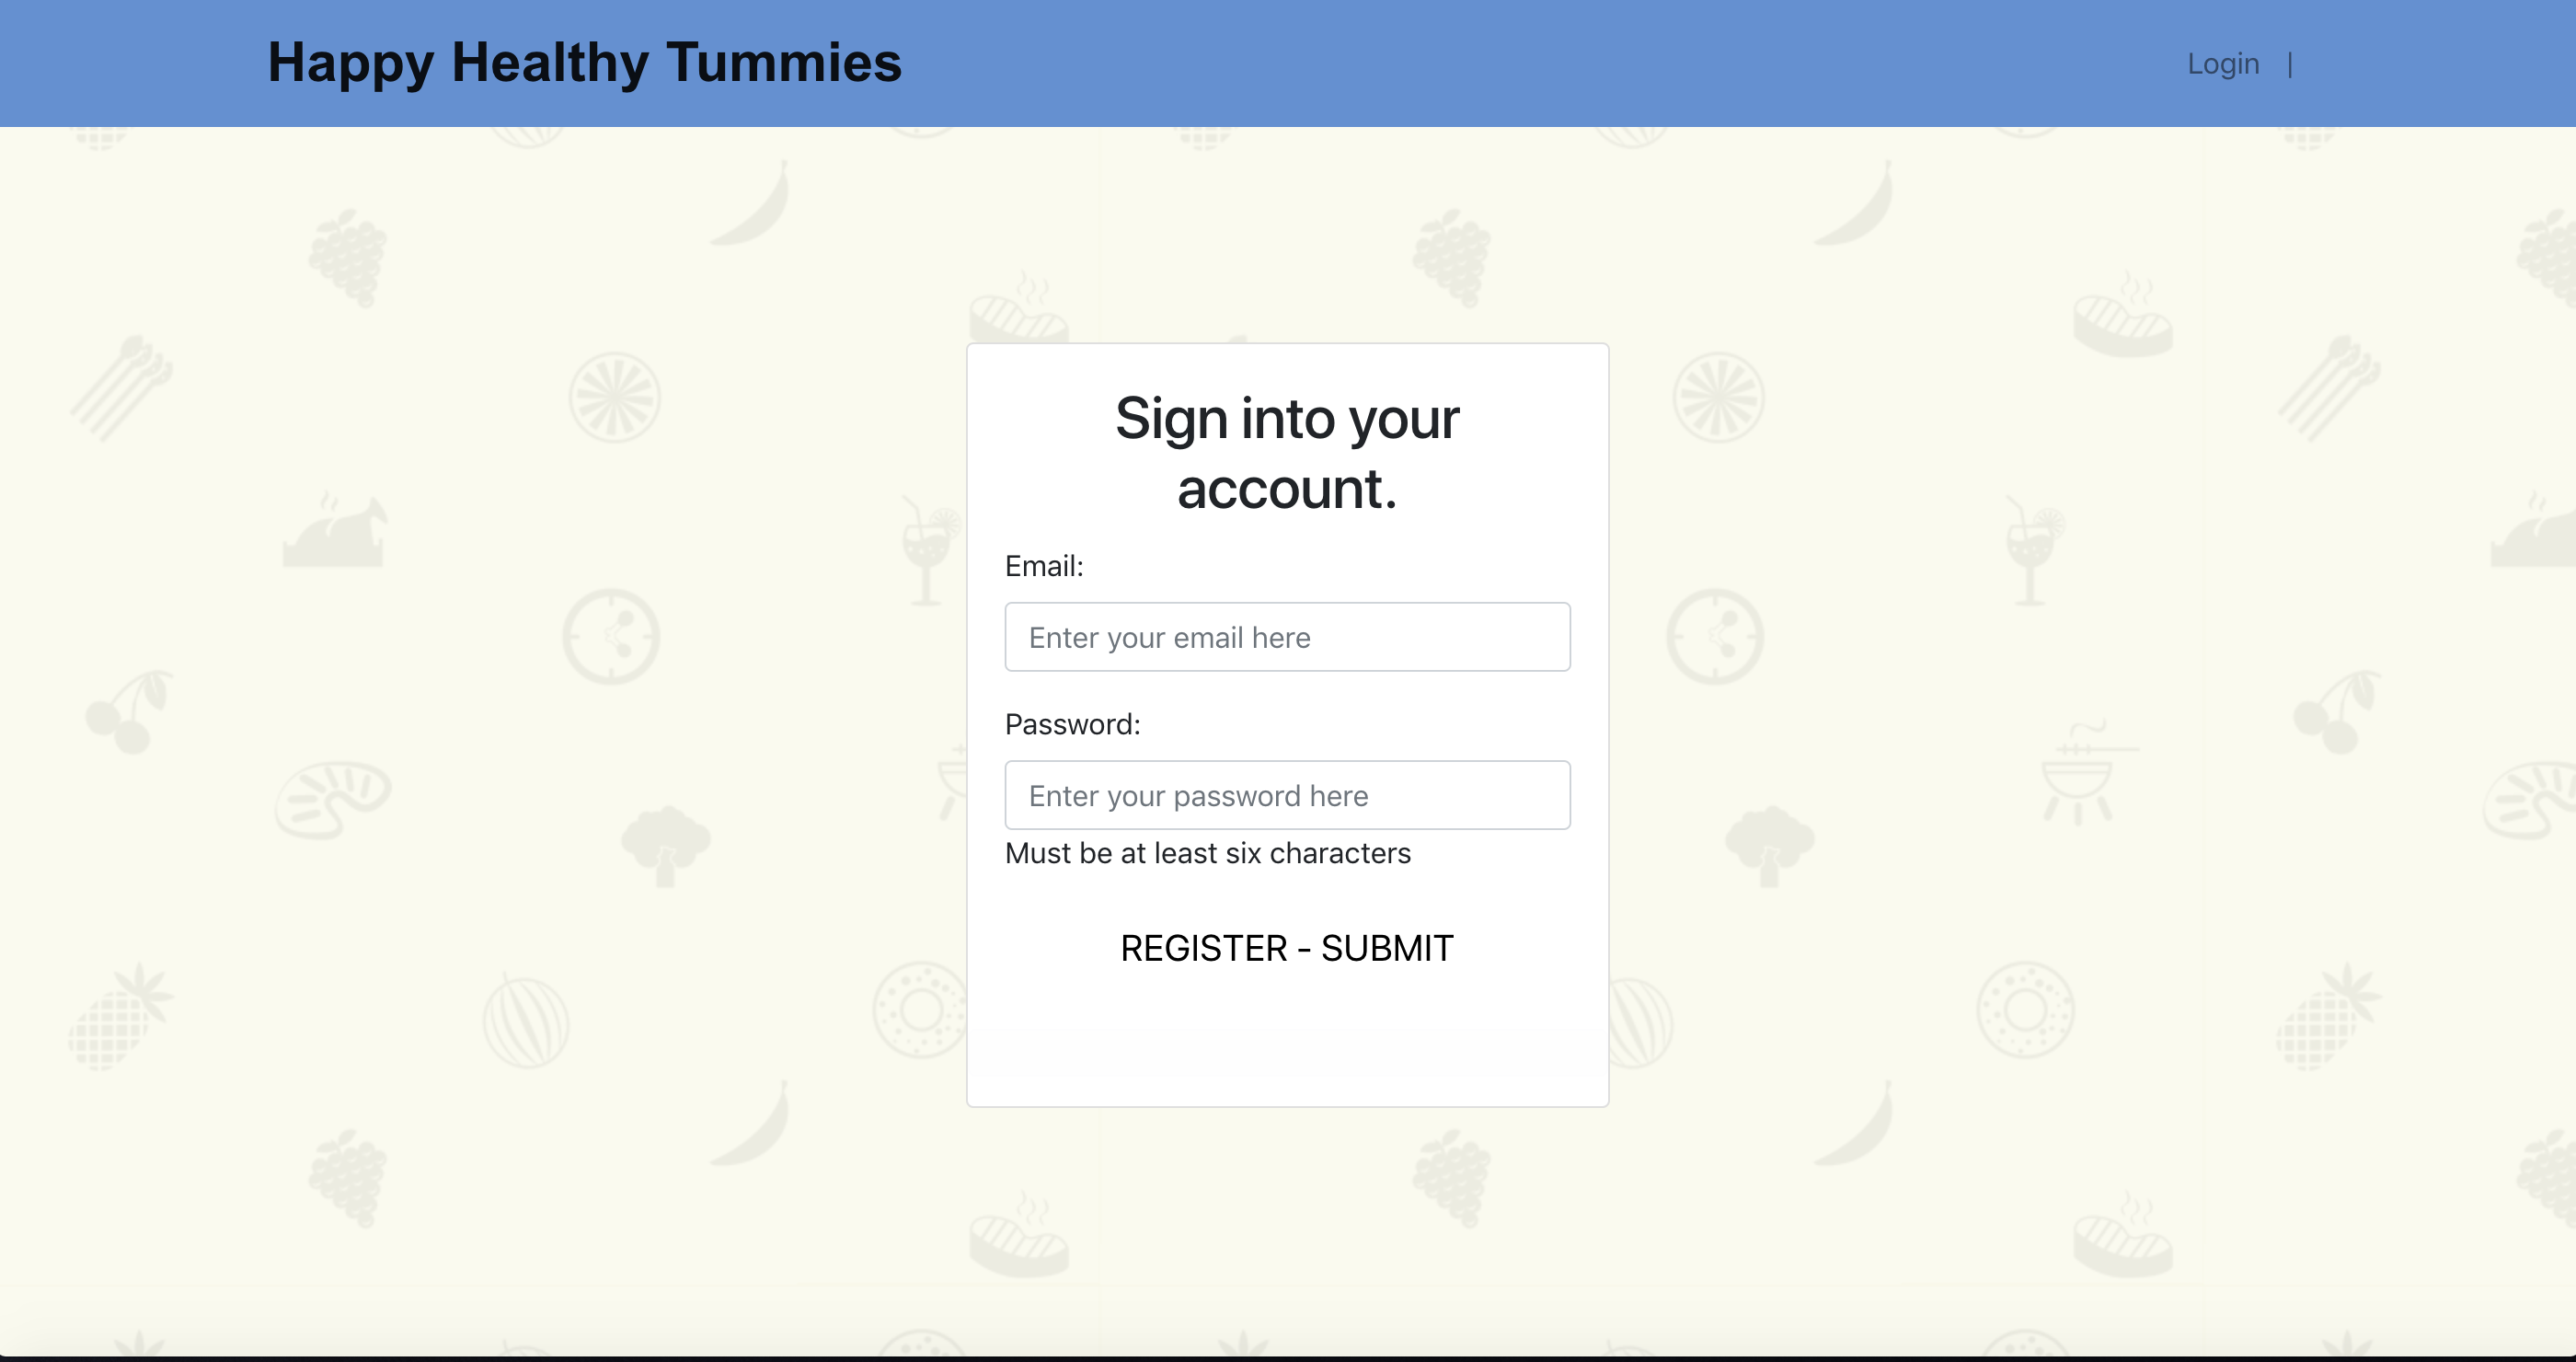 Happy Healthy Tummies
Login |
Sign into your
account.
Email:
Enter your email here
Password:
Enter your password here
Must be at least six characters
REGISTER - SUBMIT